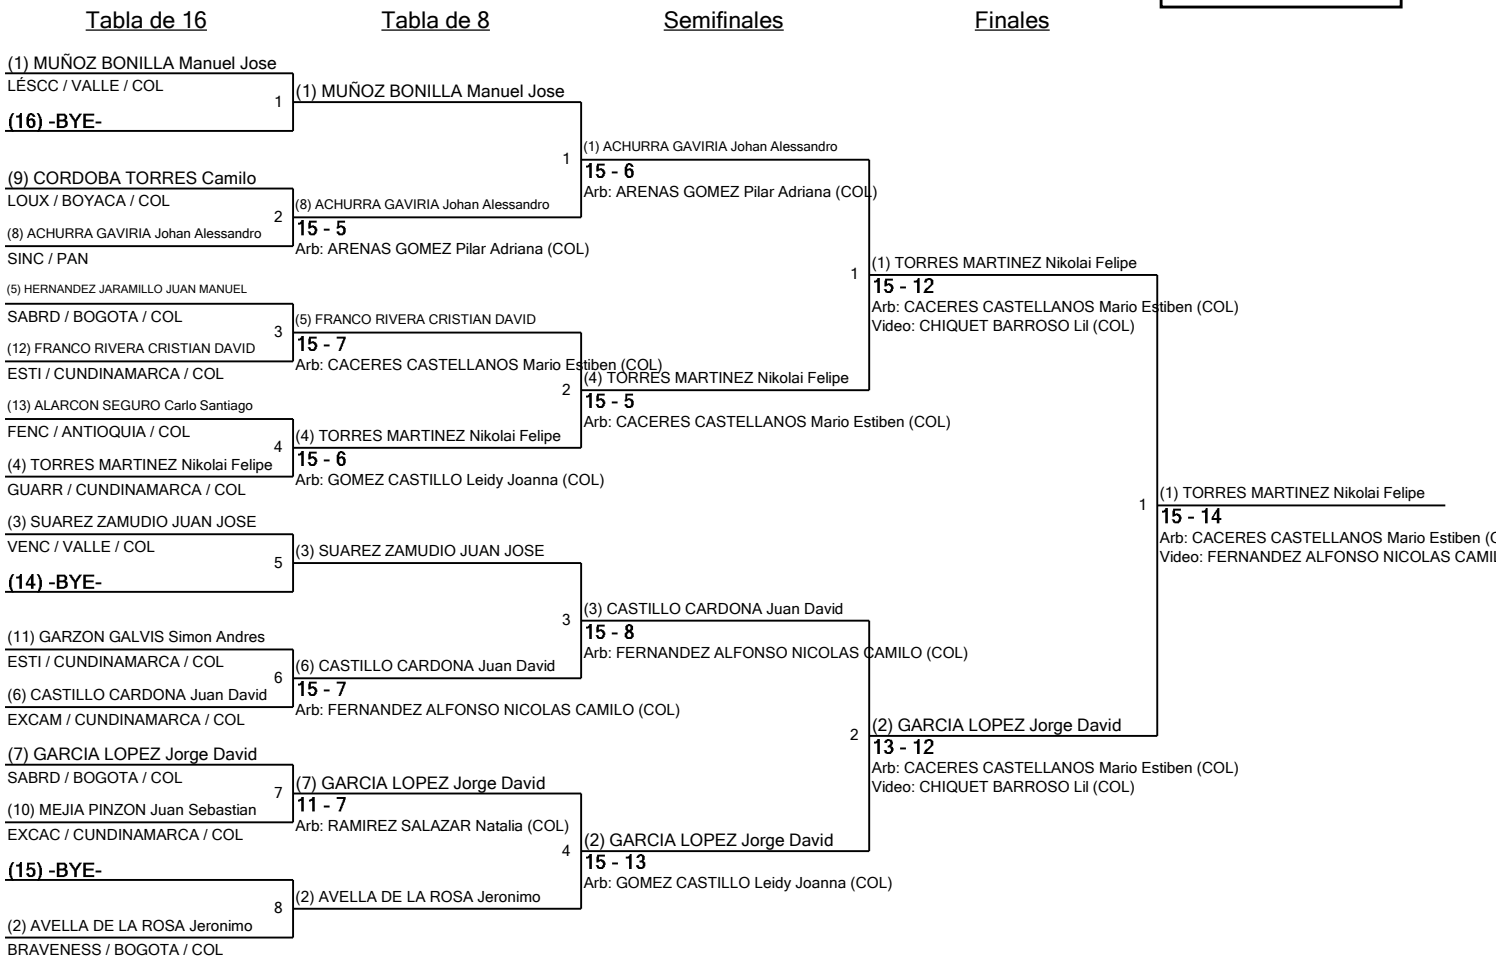 Tabla de 16
Tabla de 8
Semifinales
Finales
(1) MUÑOZ BONILLA Manuel Jose
LÉSCC / VALLE / COL
1
(16) -BYE-
(9) CORDOBA TORRES Camilo
LOUX / BOYACA / COL
2
(8) ACHURRA GAVIRIA Johan Alessandro
SINC / PAN
(5) HERNANDEZ JARAMILLO JUAN MANUEL
SABRD / BOGOTA / COL
3
(12) FRANCO RIVERA CRISTIAN DAVID
ESTI / CUNDINAMARCA / COL
(13) ALARCON SEGURO Carlo Santiago
FENC / ANTIOQUIA / COL
4
(4) TORRES MARTINEZ Nikolai Felipe
GUARR / CUNDINAMARCA / COL
(3) SUAREZ ZAMUDIO JUAN JOSE
VENC / VALLE / COL
5
(14) -BYE-
(11) GARZON GALVIS Simon Andres
ESTI / CUNDINAMARCA / COL
6
(6) CASTILLO CARDONA Juan David
EXCAM / CUNDINAMARCA / COL
(7) GARCIA LOPEZ Jorge David
SABRD / BOGOTA / COL
7
(10) MEJIA PINZON Juan Sebastian
EXCAC / CUNDINAMARCA / COL
(15) -BYE-
8
(2) AVELLA DE LA ROSA Jeronimo
BRAVENESS / BOGOTA / COL
(1) MUÑOZ BONILLA Manuel Jose
1
(8) ACHURRA GAVIRIA Johan Alessandro
15 - 5
Arb: ARENAS GOMEZ Pilar Adriana (COL)
(5) FRANCO RIVERA CRISTIAN DAVID
15 - 7
Arb: CACERES CASTELLANOS Mario Estiben (COL)
2
(4) TORRES MARTINEZ Nikolai Felipe
15 - 6
Arb: GOMEZ CASTILLO Leidy Joanna (COL)
(3) SUAREZ ZAMUDIO JUAN JOSE
3
(6) CASTILLO CARDONA Juan David
15 - 7
Arb: FERNANDEZ ALFONSO NICOLAS CAMILO (COL)
(7) GARCIA LOPEZ Jorge David
11 - 7
Arb: RAMIREZ SALAZAR Natalia (COL)
4
(2) AVELLA DE LA ROSA Jeronimo
(1) ACHURRA GAVIRIA Johan Alessandro
15 - 6
Arb: ARENAS GOMEZ Pilar Adriana (COL)
1
(4) TORRES MARTINEZ Nikolai Felipe
15 - 5
Arb: CACERES CASTELLANOS Mario Estiben (COL)
(3) CASTILLO CARDONA Juan David
15 - 8
Arb: FERNANDEZ ALFONSO NICOLAS CAMILO (COL)
2
(2) GARCIA LOPEZ Jorge David
15 - 13
Arb: GOMEZ CASTILLO Leidy Joanna (COL)
(1) TORRES MARTINEZ Nikolai Felipe
15 - 12
Arb: CACERES CASTELLANOS Mario Estiben (COL)
Video: CHIQUET BARROSO Lil (COL)
1
(2) GARCIA LOPEZ Jorge David
13 - 12
Arb: CACERES CASTELLANOS Mario Estiben (COL)
Video: CHIQUET BARROSO Lil (COL)
(1) TORRES MARTINEZ Nikolai Felipe
15 - 14
Arb: CACERES CASTELLANOS Mario Estiben
Video: FERNANDEZ ALFONSO NICOLAS